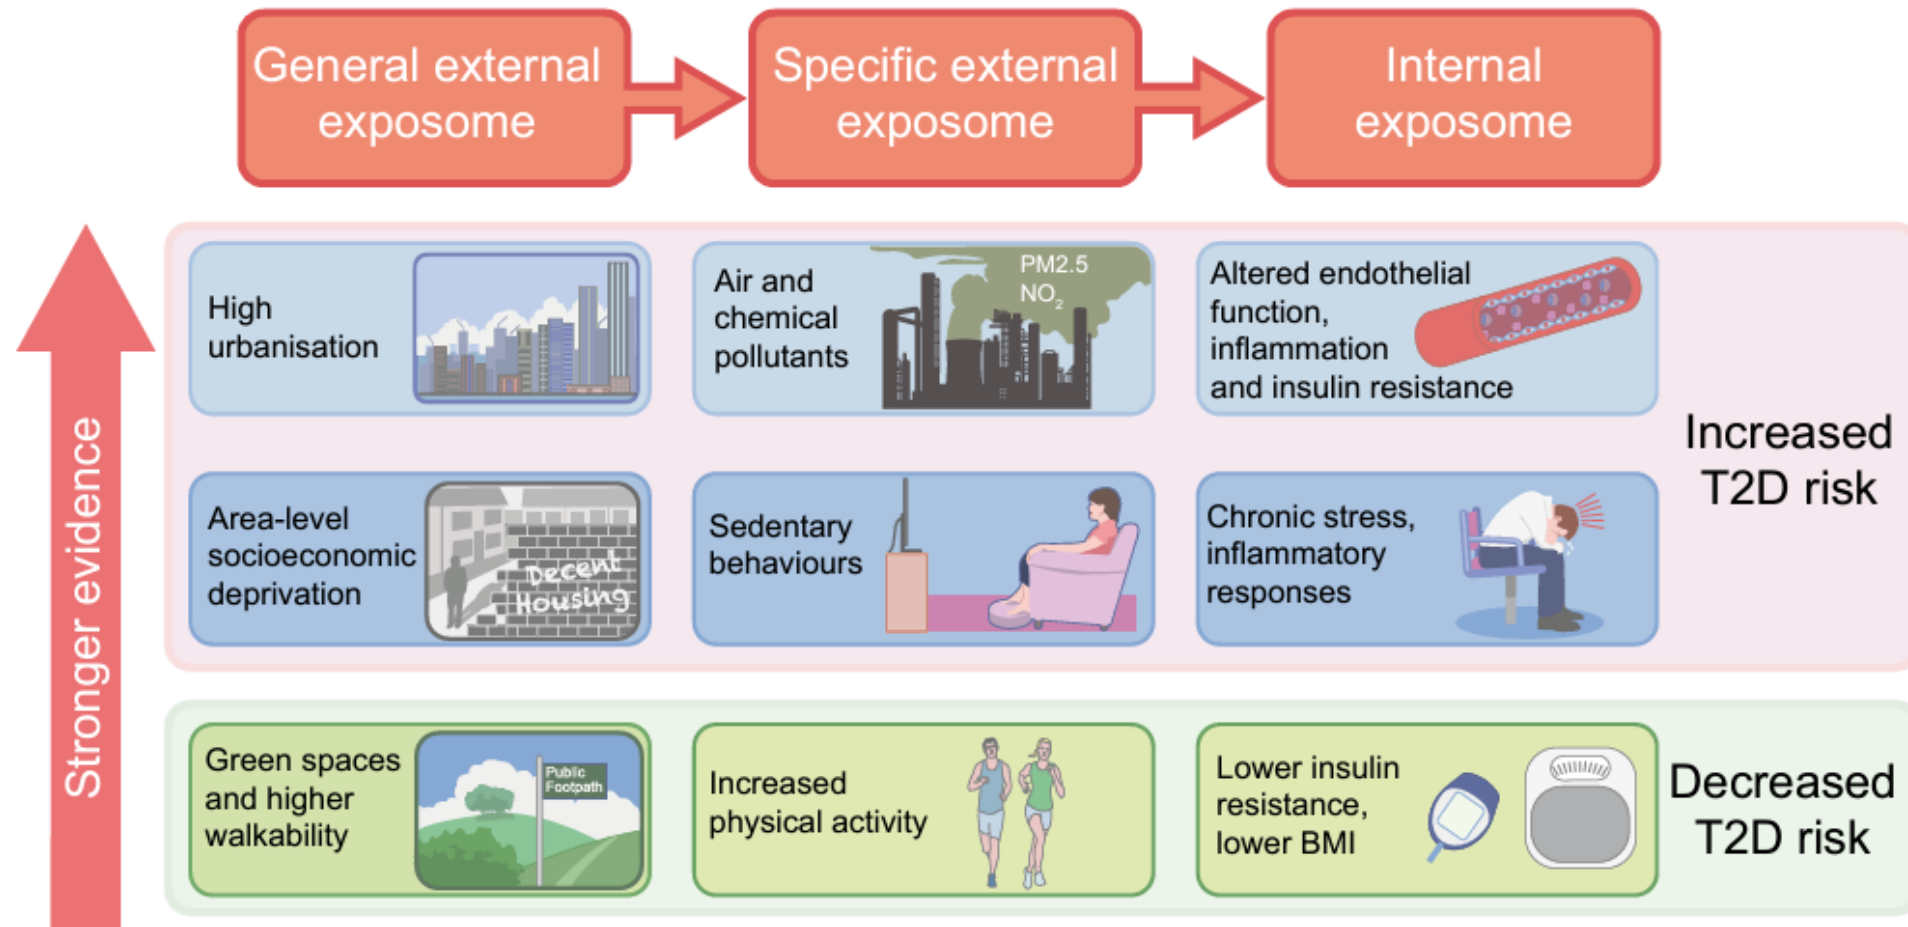 General external
exposome
Specific external
exposome
Internal
exposome
Stronger evidence
High
urbanisation
Air and
chemical
pollutants
PM2.5
NO₂
Altered endothelial
function,
inflammation
and insulin resistance
Increased
T2D risk
Area-level
socioeconomic
deprivation
Decent
Housing
Sedentary
behaviours
Chronic stress,
inflammatory
responses
Green spaces
and higher
walkability
Public
Footpath
Increased
physical activity
Lower insulin
resistance,
lower BMI
Decreased
T2D risk